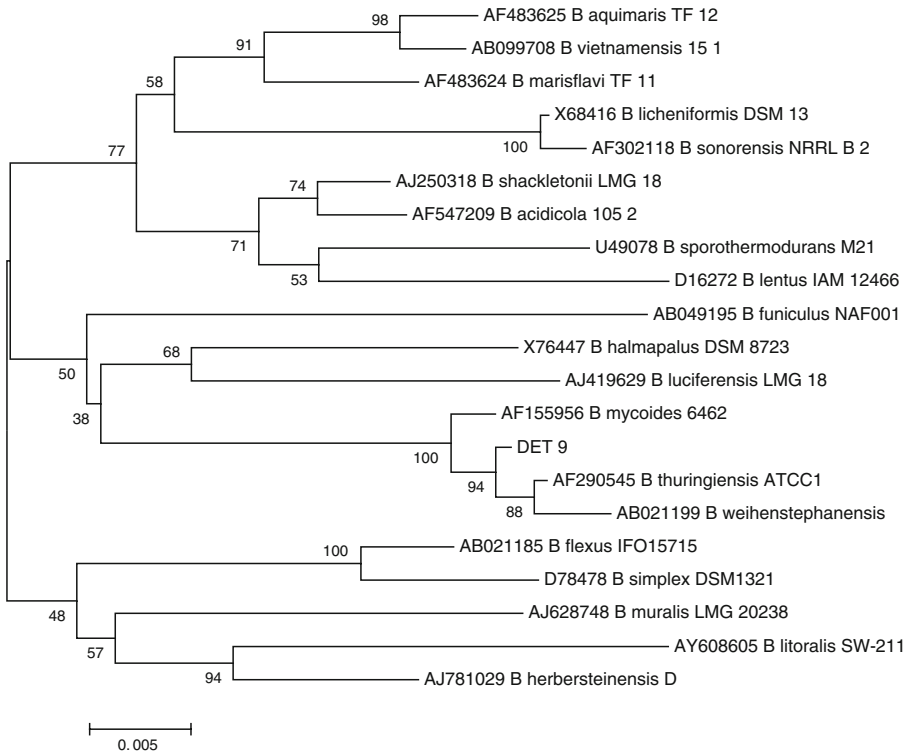 98
AF483625 B aquimaris TF 12
91
AB099708 B vietnamensis 15 1
58
AF483624 B marisflavi TF 11
X68416 B licheniformis DSM 13
77
100
AF302118 B sonorensis NRRL B 2
74
AJ250318 B shackletonii LMG 18
AF547209 B acidicola 105 2
71
U49078 B sporothermodurans M21
53
D16272 B lentus IAM 12466
AB049195 B funiculus NAF001
68
X76447 B halmapalus DSM 8723
50
AJ419629 B luciferensis LMG 18
38
AF155956 B mycoides 6462
100
DET 9
94
AF290545 B thuringiensis ATCC1
88
AB021199 B weihenstephanensis
100
AB021185 B flexus IFO15715
D78478 B simplex DSM1321
48
AJ628748 B muralis LMG 20238
57
AY608605 B litoralis SW-211
94
AJ781029 B herbersteinensis D
0.005